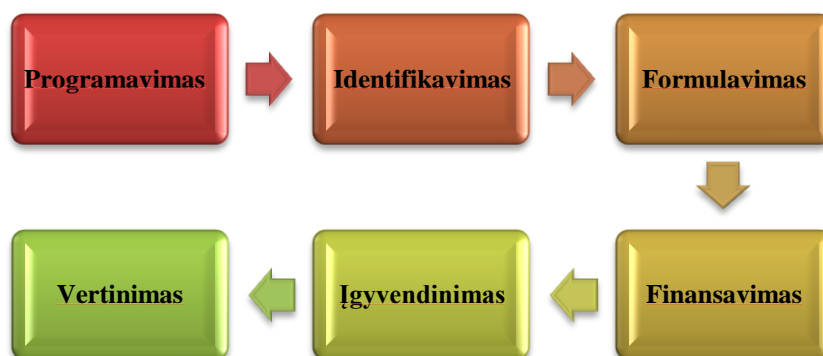 Programavimas
Identifikavimas
Formulavimas
Finansavimas
Įgyvendinimas
Vertinimas